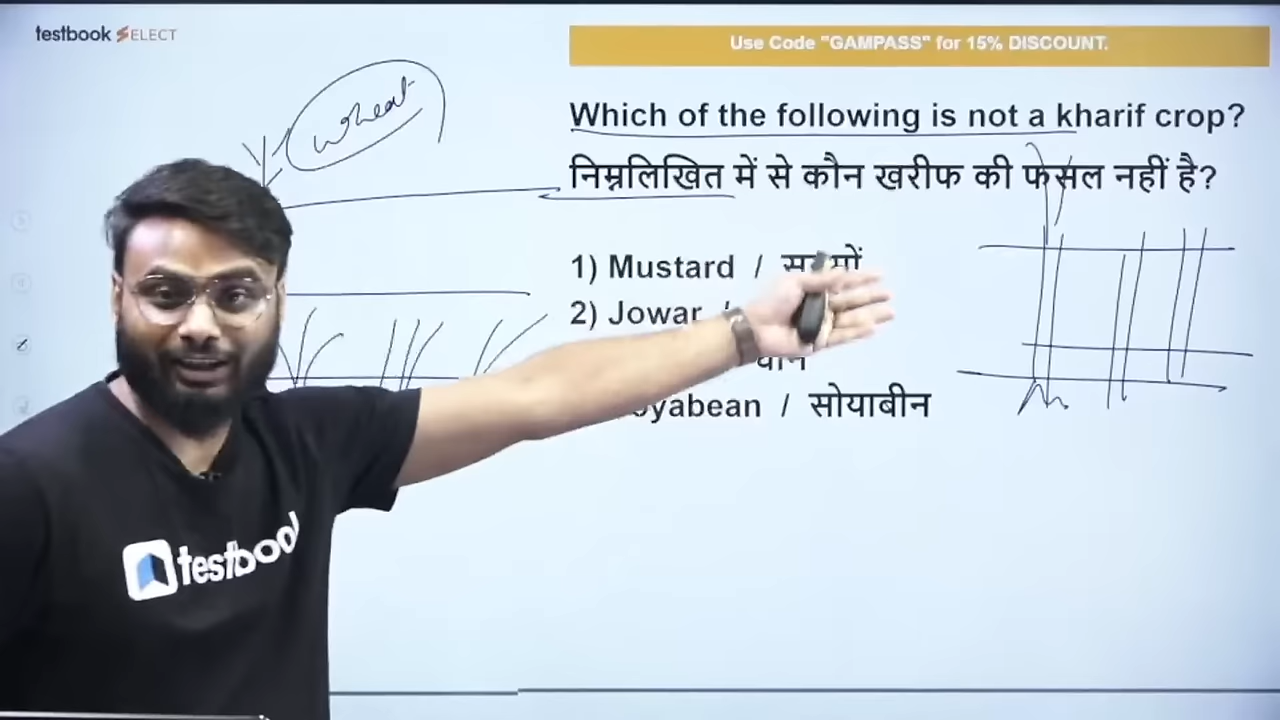 testbook SELECT
Use Code "GAMPASS" for 15% DISCOUNT.
wheat
Which of the following is not a kharif crop?
निम्नलिखित में से कौन खरीफ की फसल नहीं है?
1) Mustard /
2) Jowar /
सोयाबीन
testbook